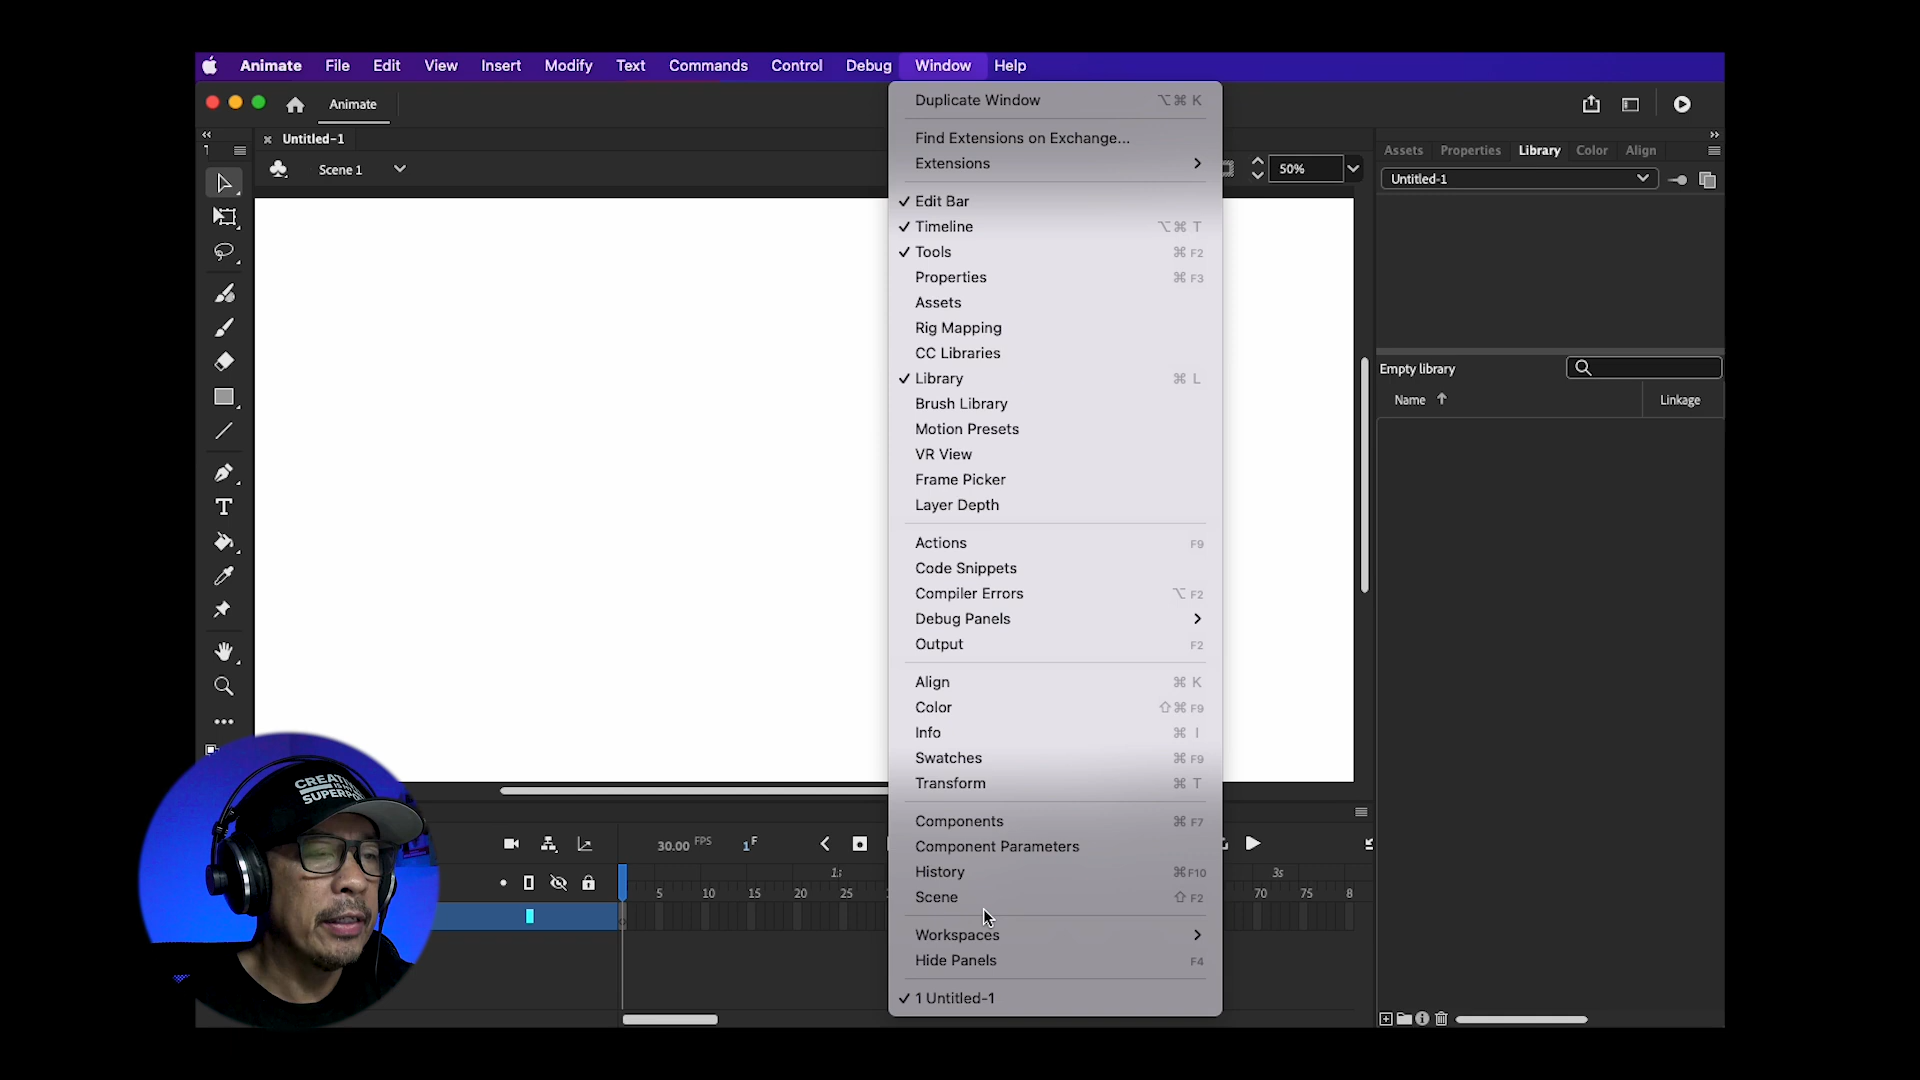 Animate File Edit View Insert Modify Text Commands Control Debug Window Help
Animate
Untitled-1
Scene 1
50%
Duplicate Window ⌥⌘ K
Find Extensions on Exchange...
Extensions
✓ Edit Bar
✓ Timeline ⌥⌘ T
✓ Tools ⌘ F2
Properties ⌘ F3
Assets
Rig Mapping
CC Libraries
✓ Library ⌘ L
Brush Library
Motion Presets
VR View
Frame Picker
Layer Depth
Actions F9
Code Snippets
Compiler Errors ⌥ F2
Debug Panels
Output F2
Align ⌘ K
Color ⇧⌘ F9
Info ⌘ I
Swatches ⌘ F9
Transform ⌘ T
Components ⌘ F7
Component Parameters
History ⌘F10
Scene ⇧ F2
Workspaces
Hide Panels F4
✓ 1 Untitled-1
Assets Properties Library Color Align
Untitled-1
Empty library
Name Linkage
30.00 FPS 1 F
1s 3s
5 10 15 20 25 70 75 8